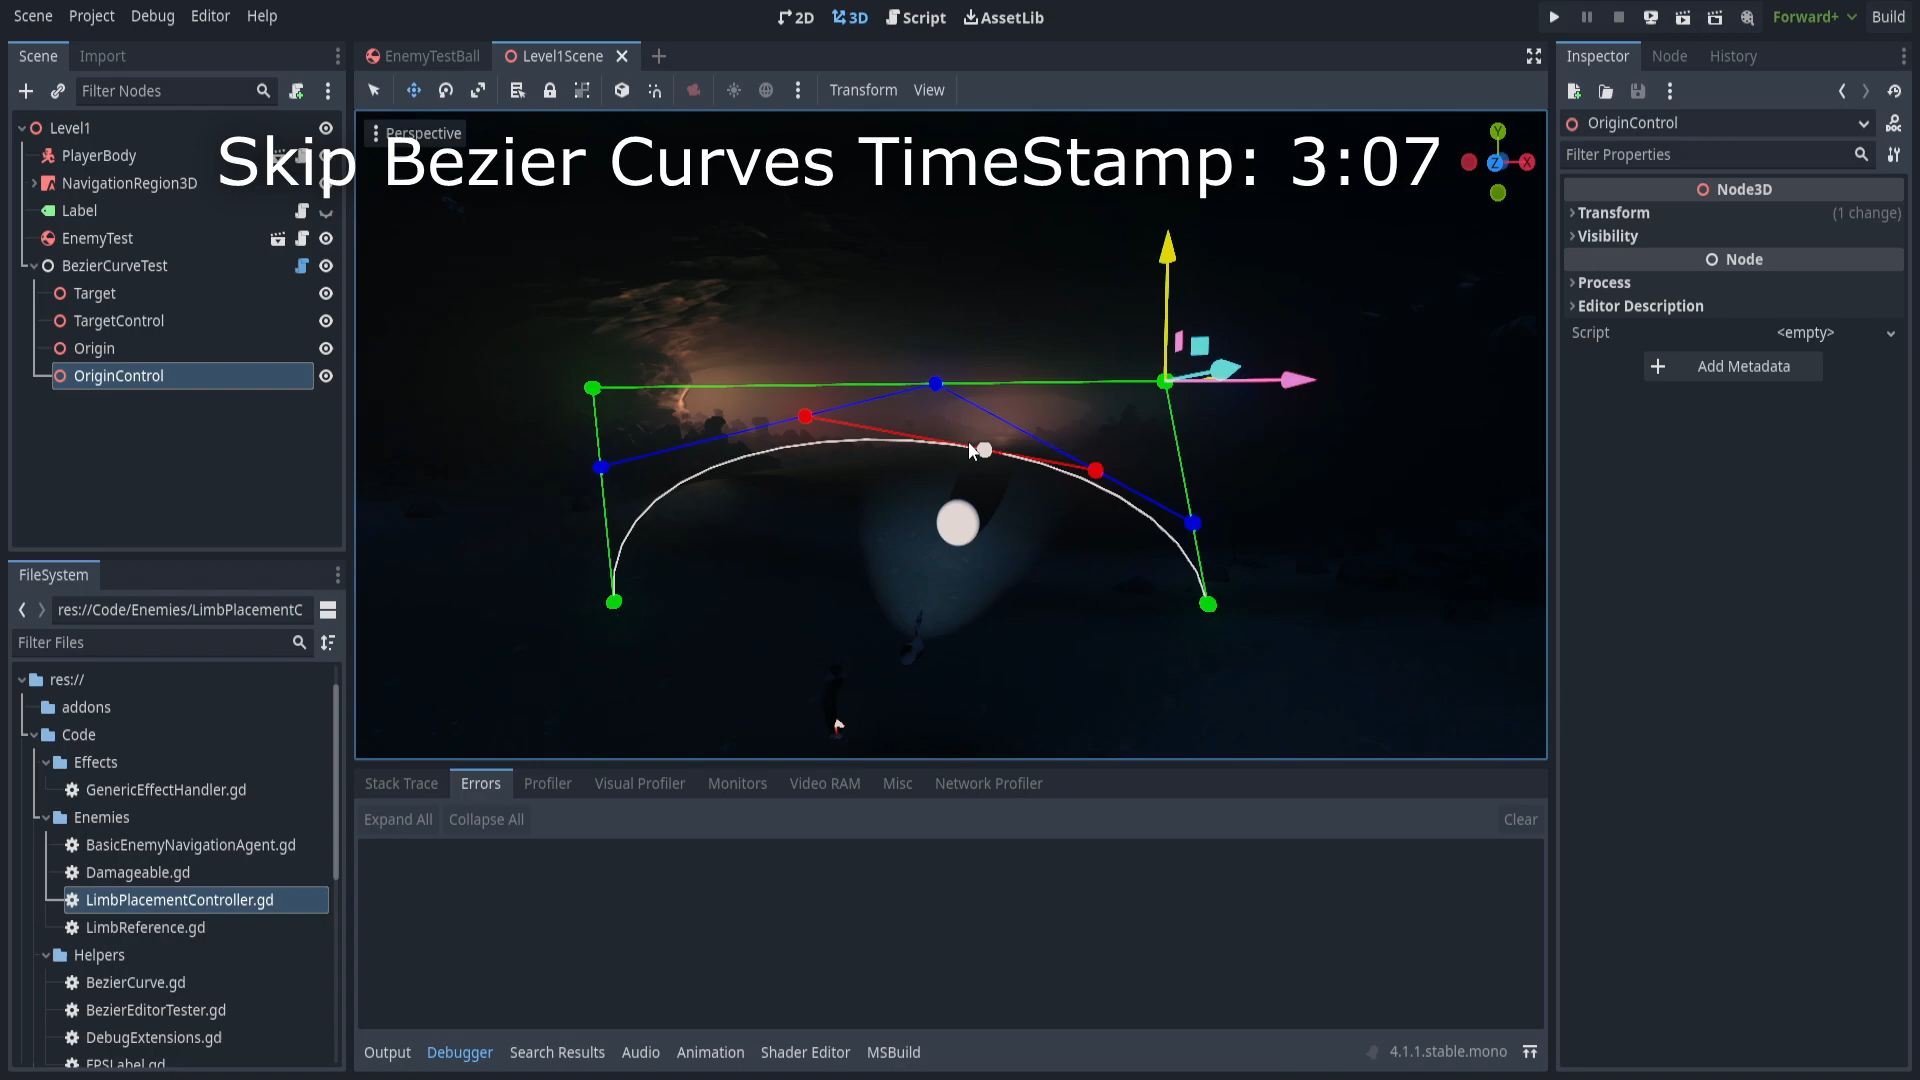 Scene Project Debug Editor Help
2D 3D Script AssetLib
Forward+ Build
Scene Import
Filter Nodes
Level1
PlayerBody
NavigationRegion3D
Label
EnemyTest
BezierCurveTest
Target
TargetControl
Origin
OriginControl
FileSystem
res://Code/Enemies/LimbPlacementC
Filter Files
res://
addons
Code
Effects
GenericEffectHandler.gd
Enemies
BasicEnemyNavigationAgent.gd
Damageable.gd
LimbPlacementController.gd
LimbReference.gd
Helpers
BezierCurve.gd
BezierEditorTester.gd
DebugExtensions.gd
FPSLabel.gd
EnemyTestBall Level1Scene
Transform View
Perspective
Skip Bezier Curves TimeStamp: 3:07
Y
Z X
Stack Trace Errors Profiler Visual Profiler Monitors Video RAM Misc Network Profiler
Expand All Collapse All Clear
Output Debugger Search Results Audio Animation Shader Editor MSBuild 4.1.1.stable.mono
Inspector Node History
OriginControl
Filter Properties
Node3D
Transform (1 change)
Visibility
Node
Process
Editor Description
Script <empty>
Add Metadata